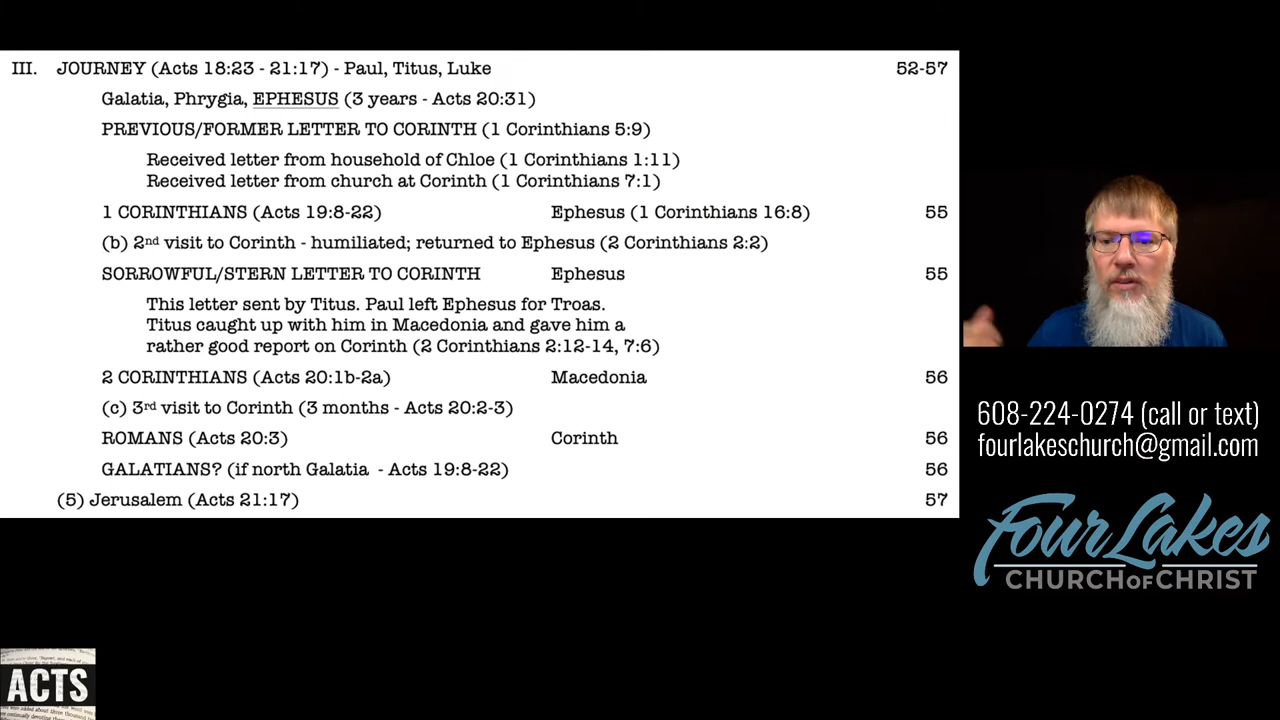 III. JOURNEY (Acts 18:23 - 21:17) - Paul, Titus, Luke 52-57
Galatia, Phrygia, EPHESUS (3 years - Acts 20:31)
PREVIOUS/FORMER LETTER TO CORINTH (1 Corinthians 5:9)
Received letter from household of Chloe (1 Corinthians 1:11)
Received letter from church at Corinth (1 Corinthians 7:1)
1 CORINTHIANS (Acts 19:8-22) Ephesus (1 Corinthians 16:8) 55
(b) 2nd visit to Corinth - humiliated; returned to Ephesus (2 Corinthians 2:2)
SORROWFUL/STERN LETTER TO CORINTH Ephesus 55
This letter sent by Titus. Paul left Ephesus for Troas.
Titus caught up with him in Macedonia and gave him a
rather good report on Corinth (2 Corinthians 2:12-14, 7:6)
2 CORINTHIANS (Acts 20:1b-2a) Macedonia 56
(c) 3rd visit to Corinth (3 months - Acts 20:2-3)
ROMANS (Acts 20:3) Corinth 56
GALATIANS? (if north Galatia - Acts 19:8-22) 56
(5) Jerusalem (Acts 21:17) 57
608-224-0274 (call or text)
fourlakeschurch@gmail.com
Four Lakes
CHURCH OF CHRIST
ACTS